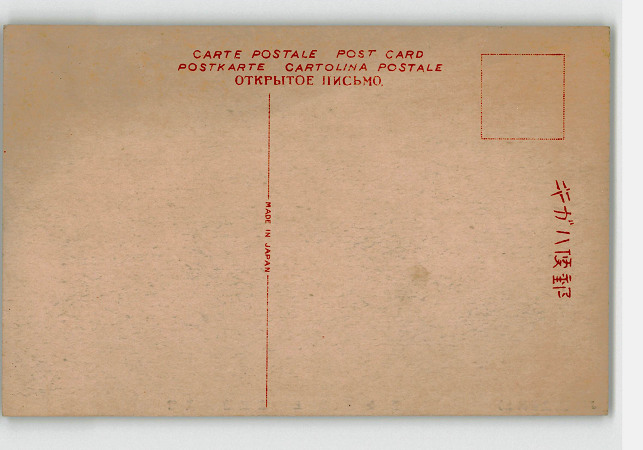 CARTE POSTALE POST CARD
POSTKARTE CARTOLINA POSTALE
ОТКРЫТОЕ ПИСЬМО.
MADE IN JAPAN
郵便ハガキ